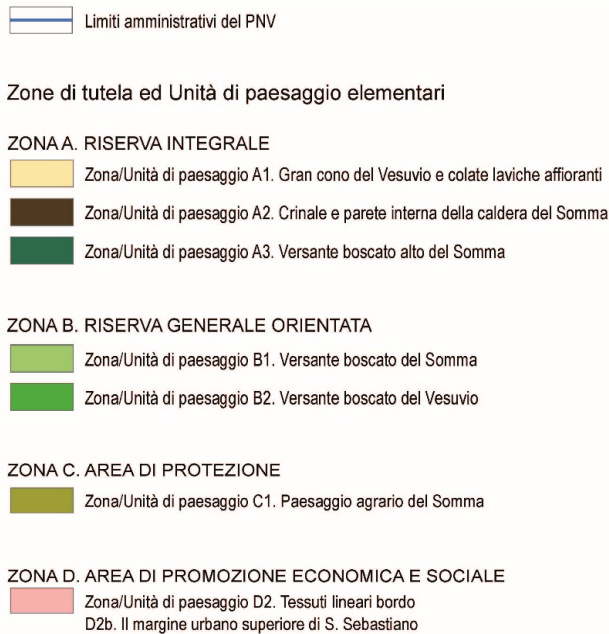 Limiti amministrativi del PNV
Zone di tutela ed Unità di paesaggio elementari
ZONA A. RISERVA INTEGRALE
Zona/Unità di paesaggio A1. Gran cono del Vesuvio e colate laviche affioranti
Zona/Unità di paesaggio A2. Crinale e parete interna della caldera del Somma
Zona/Unità di paesaggio A3. Versante boscato alto del Somma
ZONA B. RISERVA GENERALE ORIENTATA
Zona/Unità di paesaggio B1. Versante boscato del Somma
Zona/Unità di paesaggio B2. Versante boscato del Vesuvio
ZONA C. AREA DI PROTEZIONE
Zona/Unità di paesaggio C1. Paesaggio agrario del Somma
ZONA D. AREA DI PROMOZIONE ECONOMICA E SOCIALE
Zona/Unità di paesaggio D2. Tessuti lineari bordo
D2b. Il margine urbano superiore di S. Sebastiano